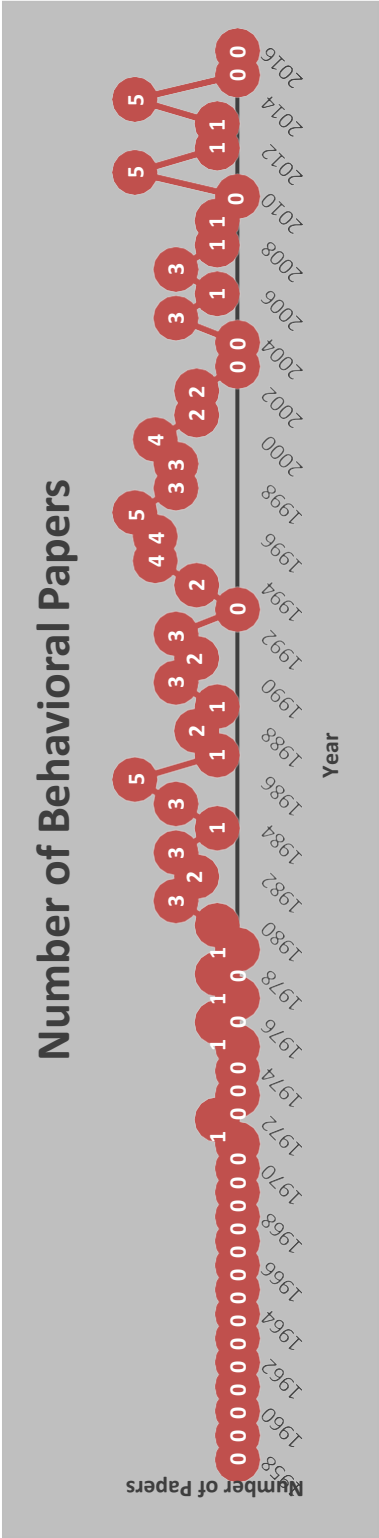 Number of Behavioral Papers
Number of Papers
0 0 0 0 0 0 0 0 0 0 0 0 0 0 1 0 0 0 1 0 1 0 1 3 2 3 1 3 5 1 2 1 3 2 3 0 2 4 4 5 3 3 4 2 2 0 0 3 1 3 1 1 0 5 1 1 5 0 0
1958 1960 1962 1964 1966 1968 1970 1972 1974 1976 1978 1980 1982 1984 1986 1988 1990 1992 1994 1996 1998 2000 2002 2004 2006 2008 2010 2012 2014 2016
Year